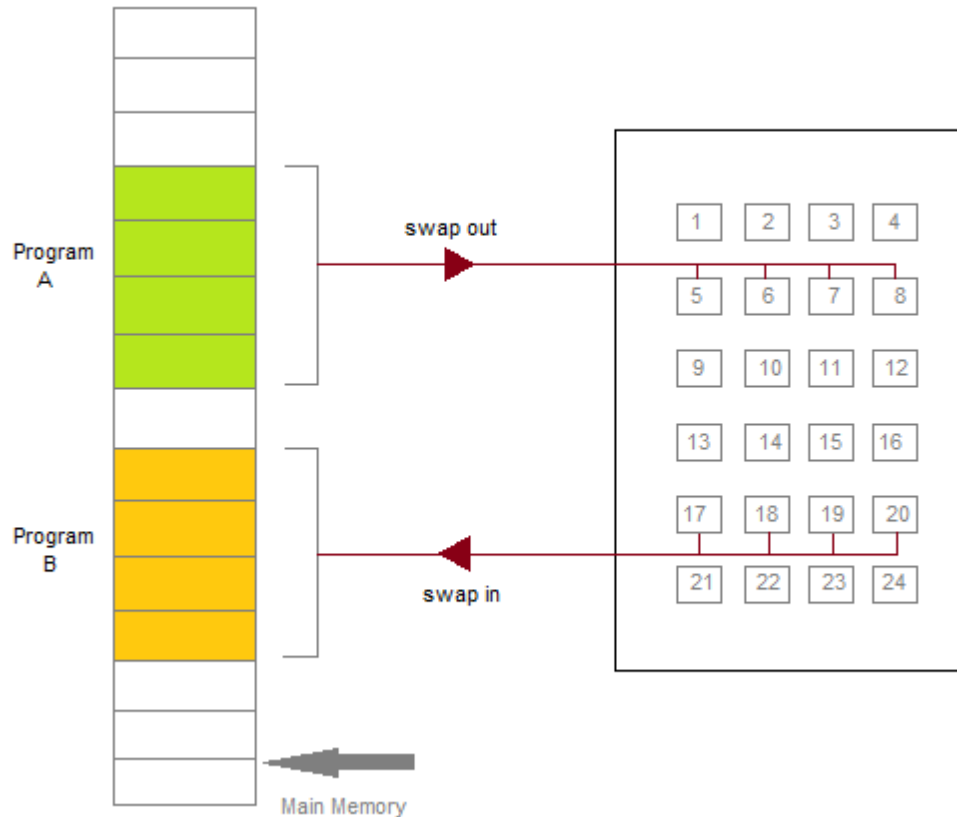 swap out
1 2 3 4
Program
A
5 6 7 8
9 10 11 12
13 14 15 16
17 18 19 20
Program
B
swap in
21 22 23 24
Main Memory